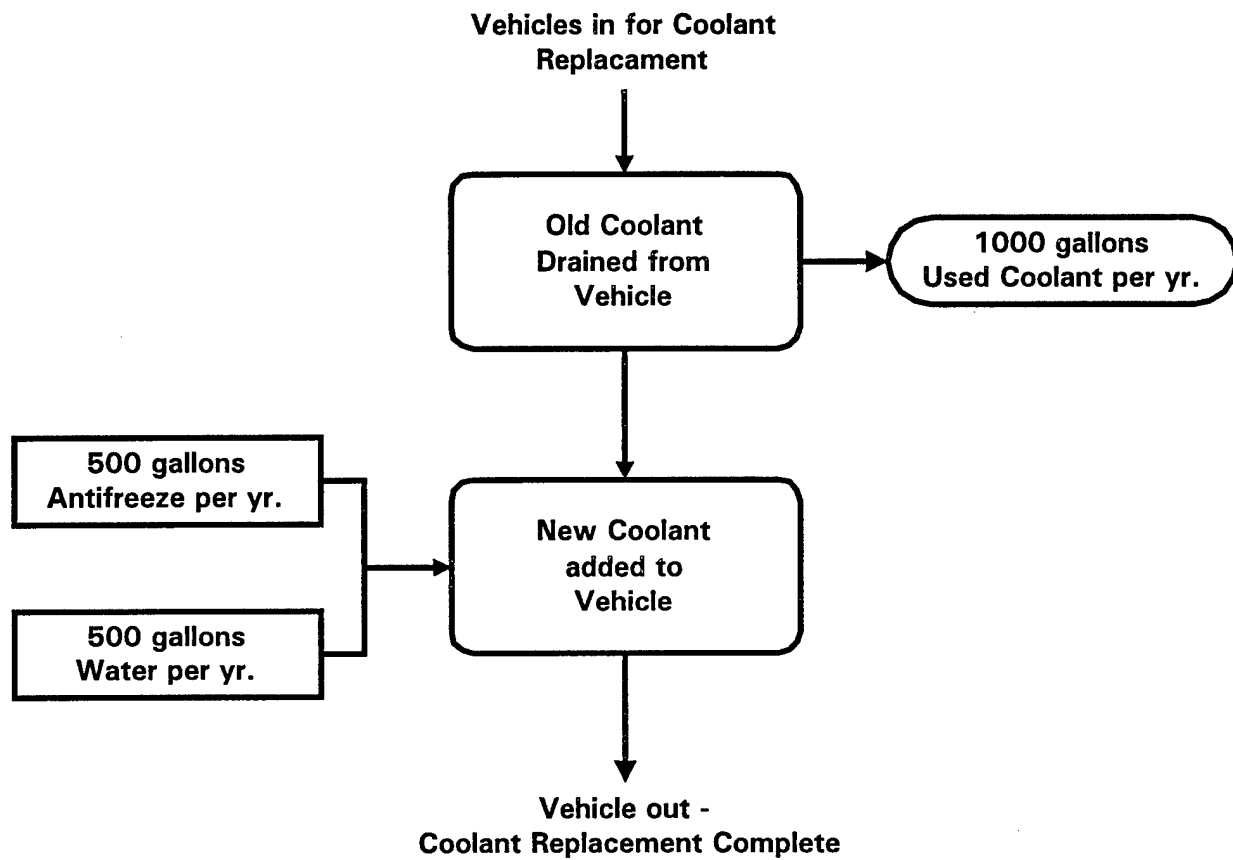 Vehicles in for Coolant
Replacament
Old Coolant
Drained from
Vehicle
1000 gallons
Used Coolant per yr.
500 gallons
Antifreeze per yr.
New Coolant
added to
Vehicle
500 gallons
Water per yr.
Vehicle out -
Coolant Replacement Complete